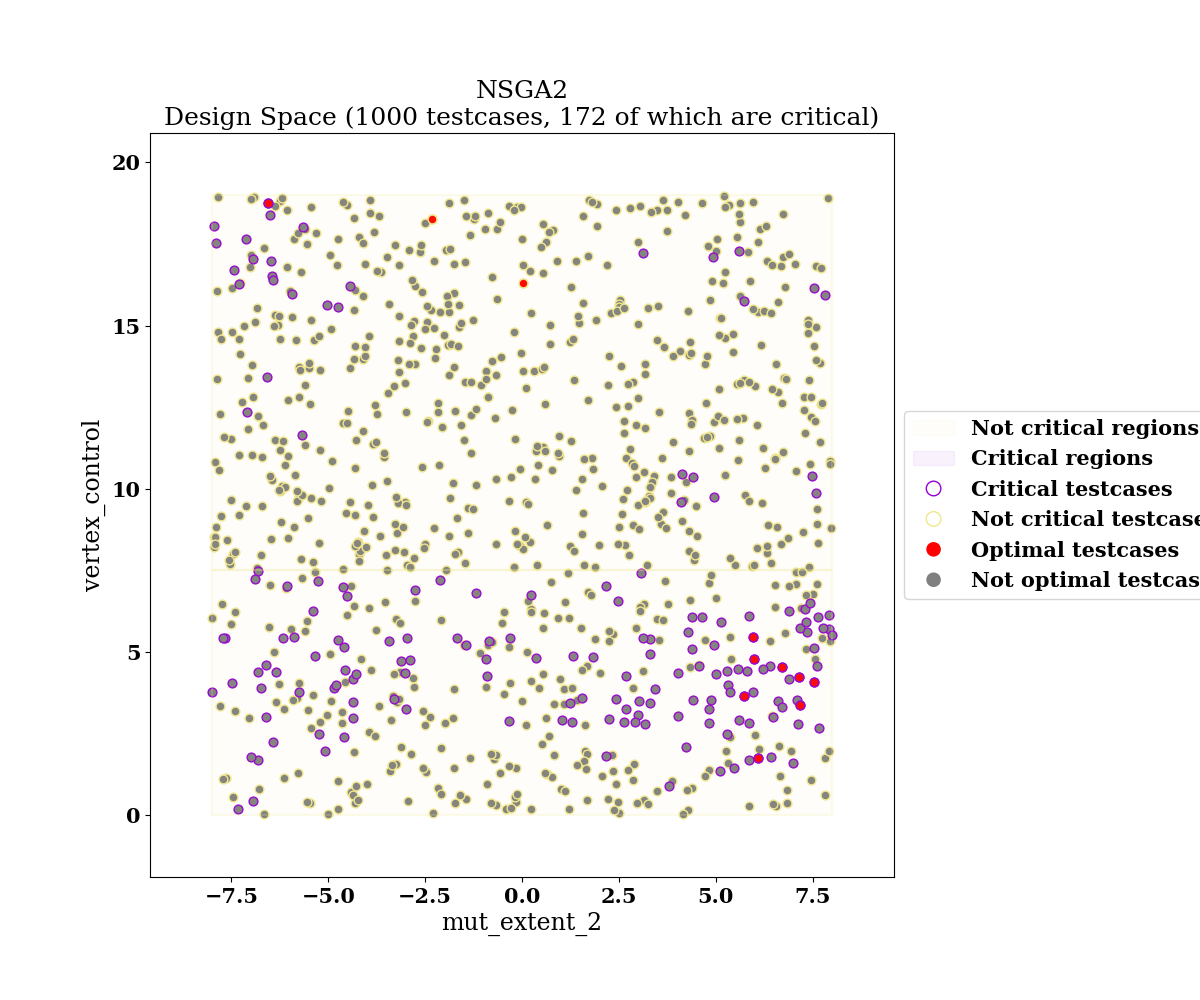 NSGA2
Design Space (1000 testcases, 172 of which are critical)
20
15
10
5
0
vertex_control
−7.5
−5.0
−2.5
0.0
2.5
5.0
7.5
mut_extent_2
Not critical regions
Critical regions
Critical testcases
Not critical testcase
Optimal testcases
Not optimal testcas